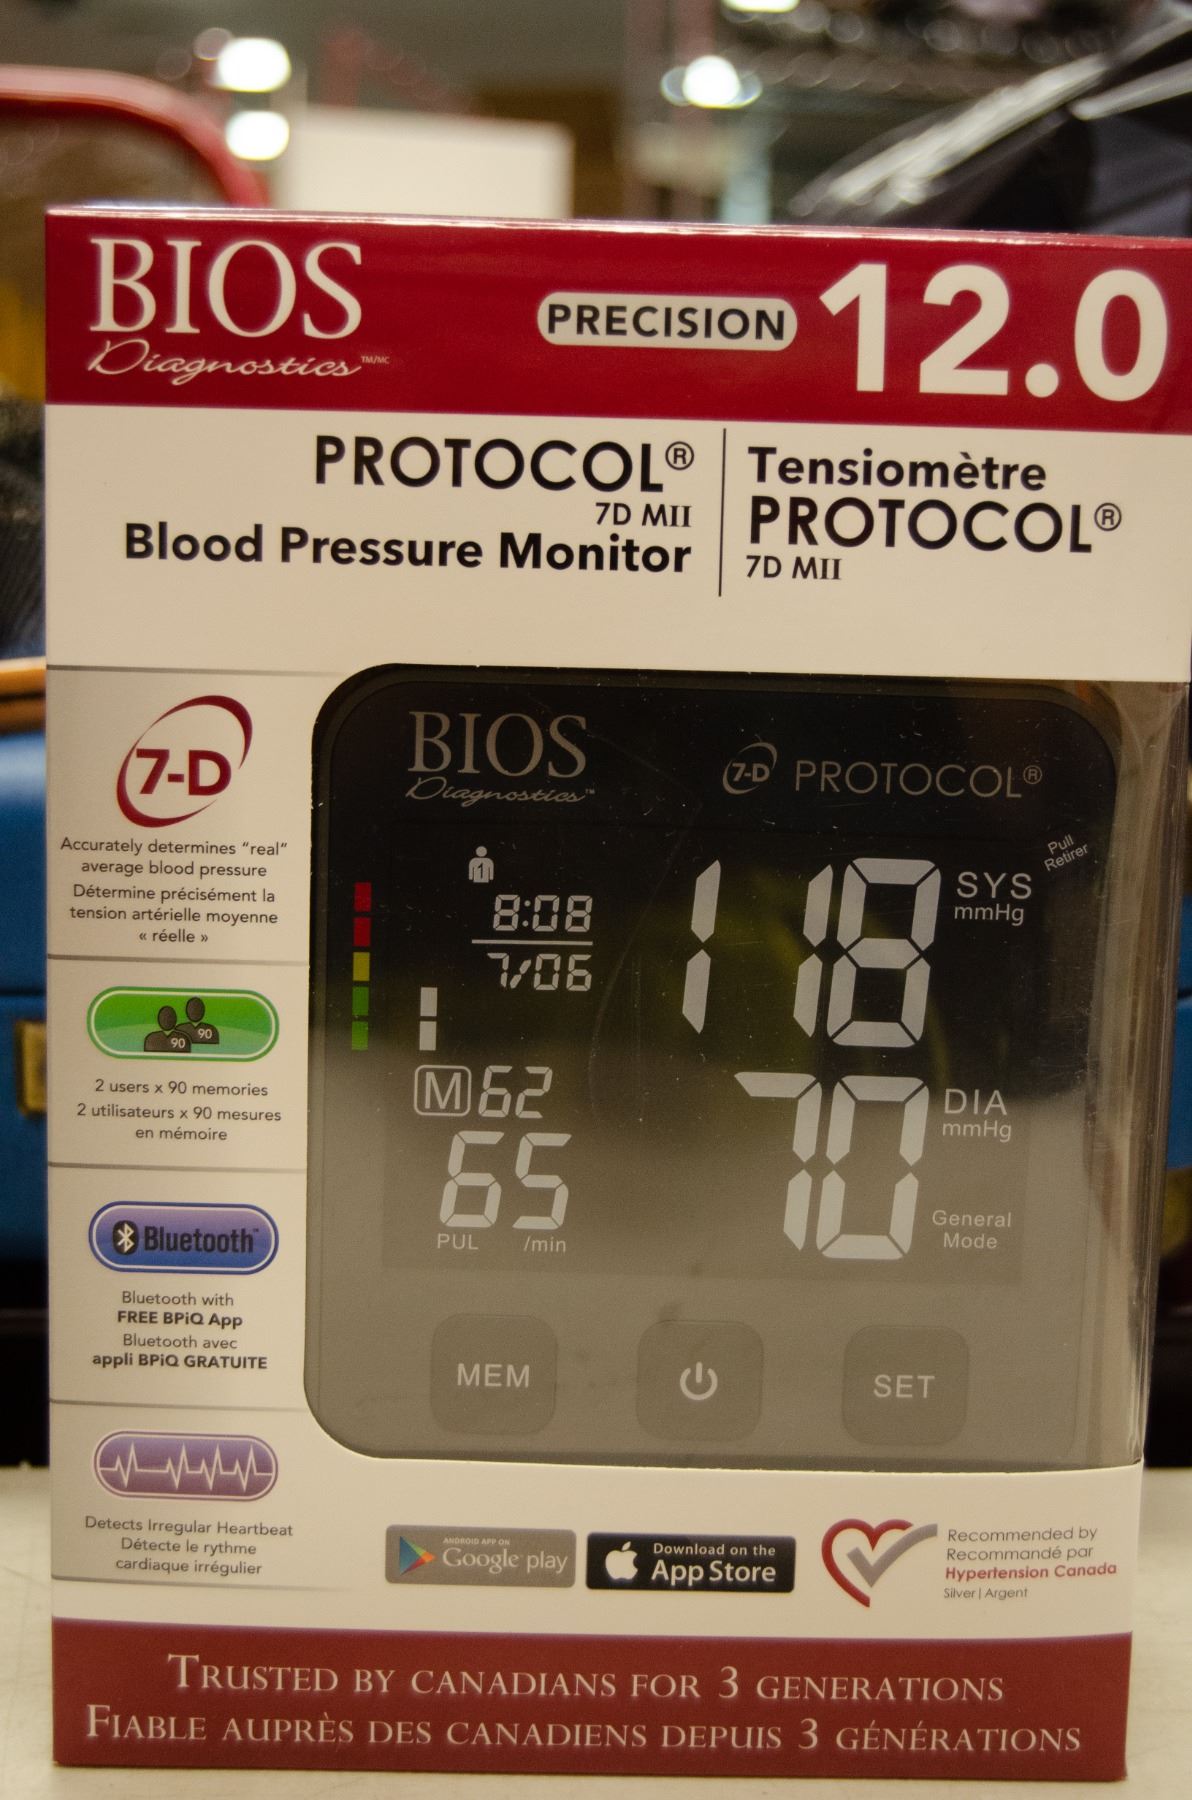 BIOS
Diagnostics™/MC
PRECISION 12.0
PROTOCOL®
7D MII
Blood Pressure Monitor
Tensiomètre
PROTOCOL®
7D MII
7-D
Accurately determines "real"
average blood pressure
Détermine précisément la
tension artérielle moyenne
« réelle »
90 90
2 users x 90 memories
2 utilisateurs x 90 mesures
en mémoire
Bluetooth™
Bluetooth with
FREE BPiQ App
Bluetooth avec
appli BPiQ GRATUITE
Detects Irregular Heartbeat
Détecte le rythme
cardiaque irrégulier
BIOS
Diagnostics™
7-D PROTOCOL®
Pull
Retirer
1
8:08
7/06
118
SYS
mmHg
M 62
65
PUL /min
70
DIA
mmHg
General
Mode
MEM
SET
ANDROID APP ON
Google play
Download on the
App Store
Recommended by
Recommandé par
Hypertension Canada
Silver | Argent
TRUSTED BY CANADIANS FOR 3 GENERATIONS
FIABLE AUPRÈS DES CANADIENS DEPUIS 3 GÉNÉRATIONS